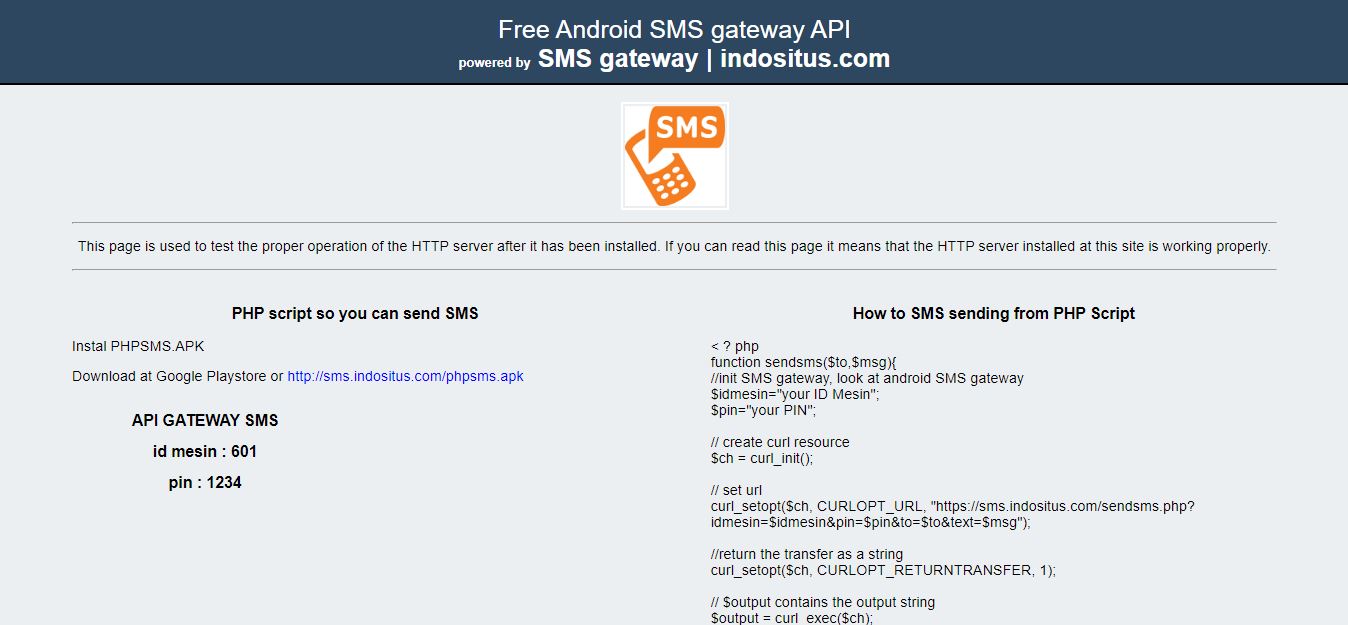 Free Android SMS gateway API
powered by SMS gateway | indositus.com
SMS
This page is used to test the proper operation of the HTTP server after it has been installed. If you can read this page it means that the HTTP server installed at this site is working properly.
PHP script so you can send SMS
Instal PHPSMS.APK
Download at Google Playstore or http://sms.indositus.com/phpsms.apk
API GATEWAY SMS
id mesin : 601
pin : 1234
How to SMS sending from PHP Script
< ? php
function sendsms($to,$msg){
//init SMS gateway, look at android SMS gateway
$idmesin="your ID Mesin";
$pin="your PIN";
// create curl resource
$ch = curl_init();
// set url
curl_setopt($ch, CURLOPT_URL, "https://sms.indositus.com/sendsms.php?
idmesin=$idmesin&pin=$pin&to=$to&text=$msg");
//return the transfer as a string
curl_setopt($ch, CURLOPT_RETURNTRANSFER, 1);
// $output contains the output string
$output = curl_exec($ch);